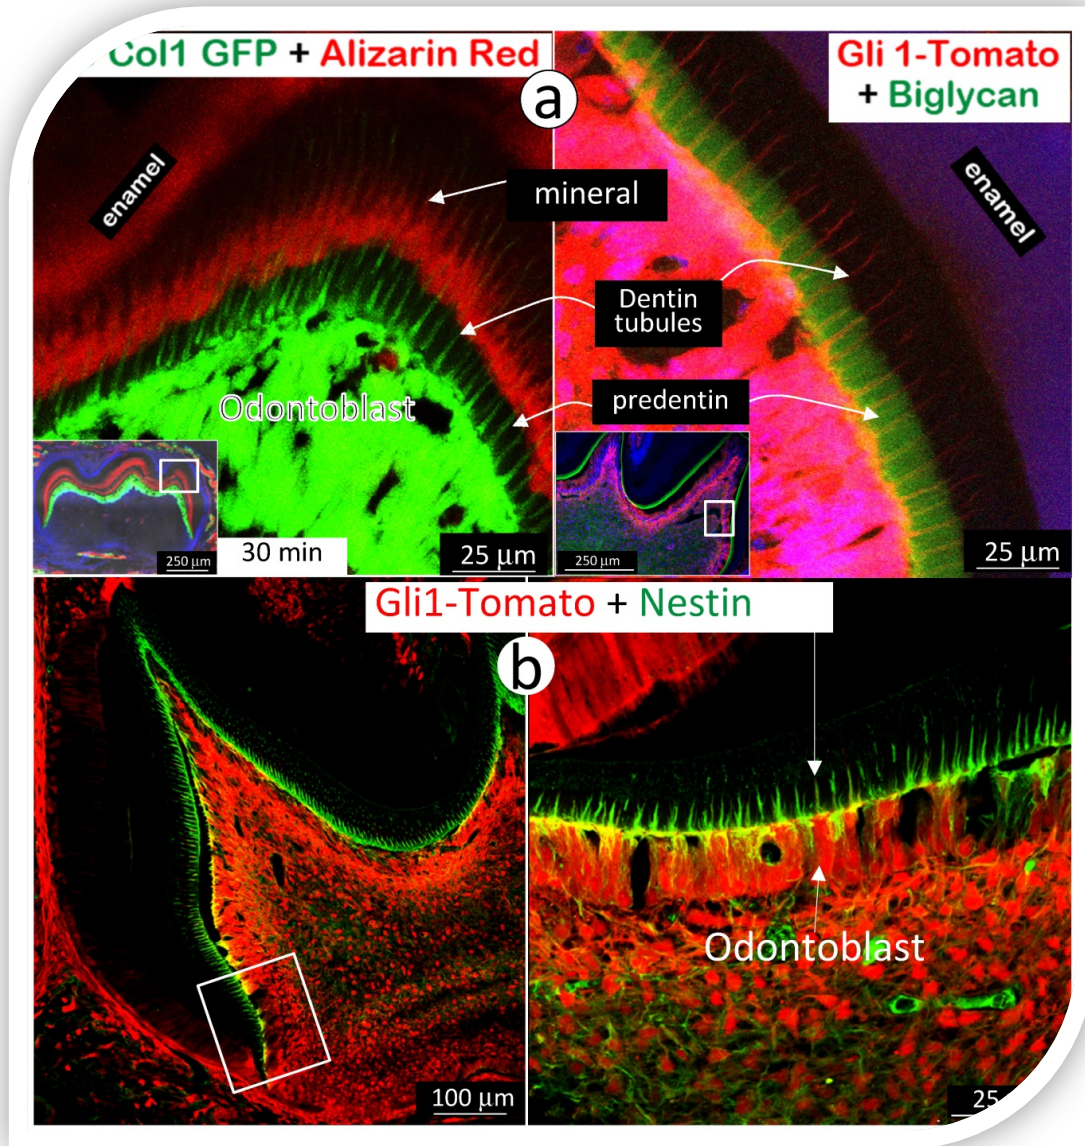 Col1 GFP + Alizarin Red
a
Gli 1-Tomato
+ Biglycan
enamel
mineral
enamel
Dentin
tubules
predentin
Odontoblast
250 µm
30 min
25 µm
250 µm
25 µm
Gli1-Tomato + Nestin
b
Odontoblast
100 µm
25